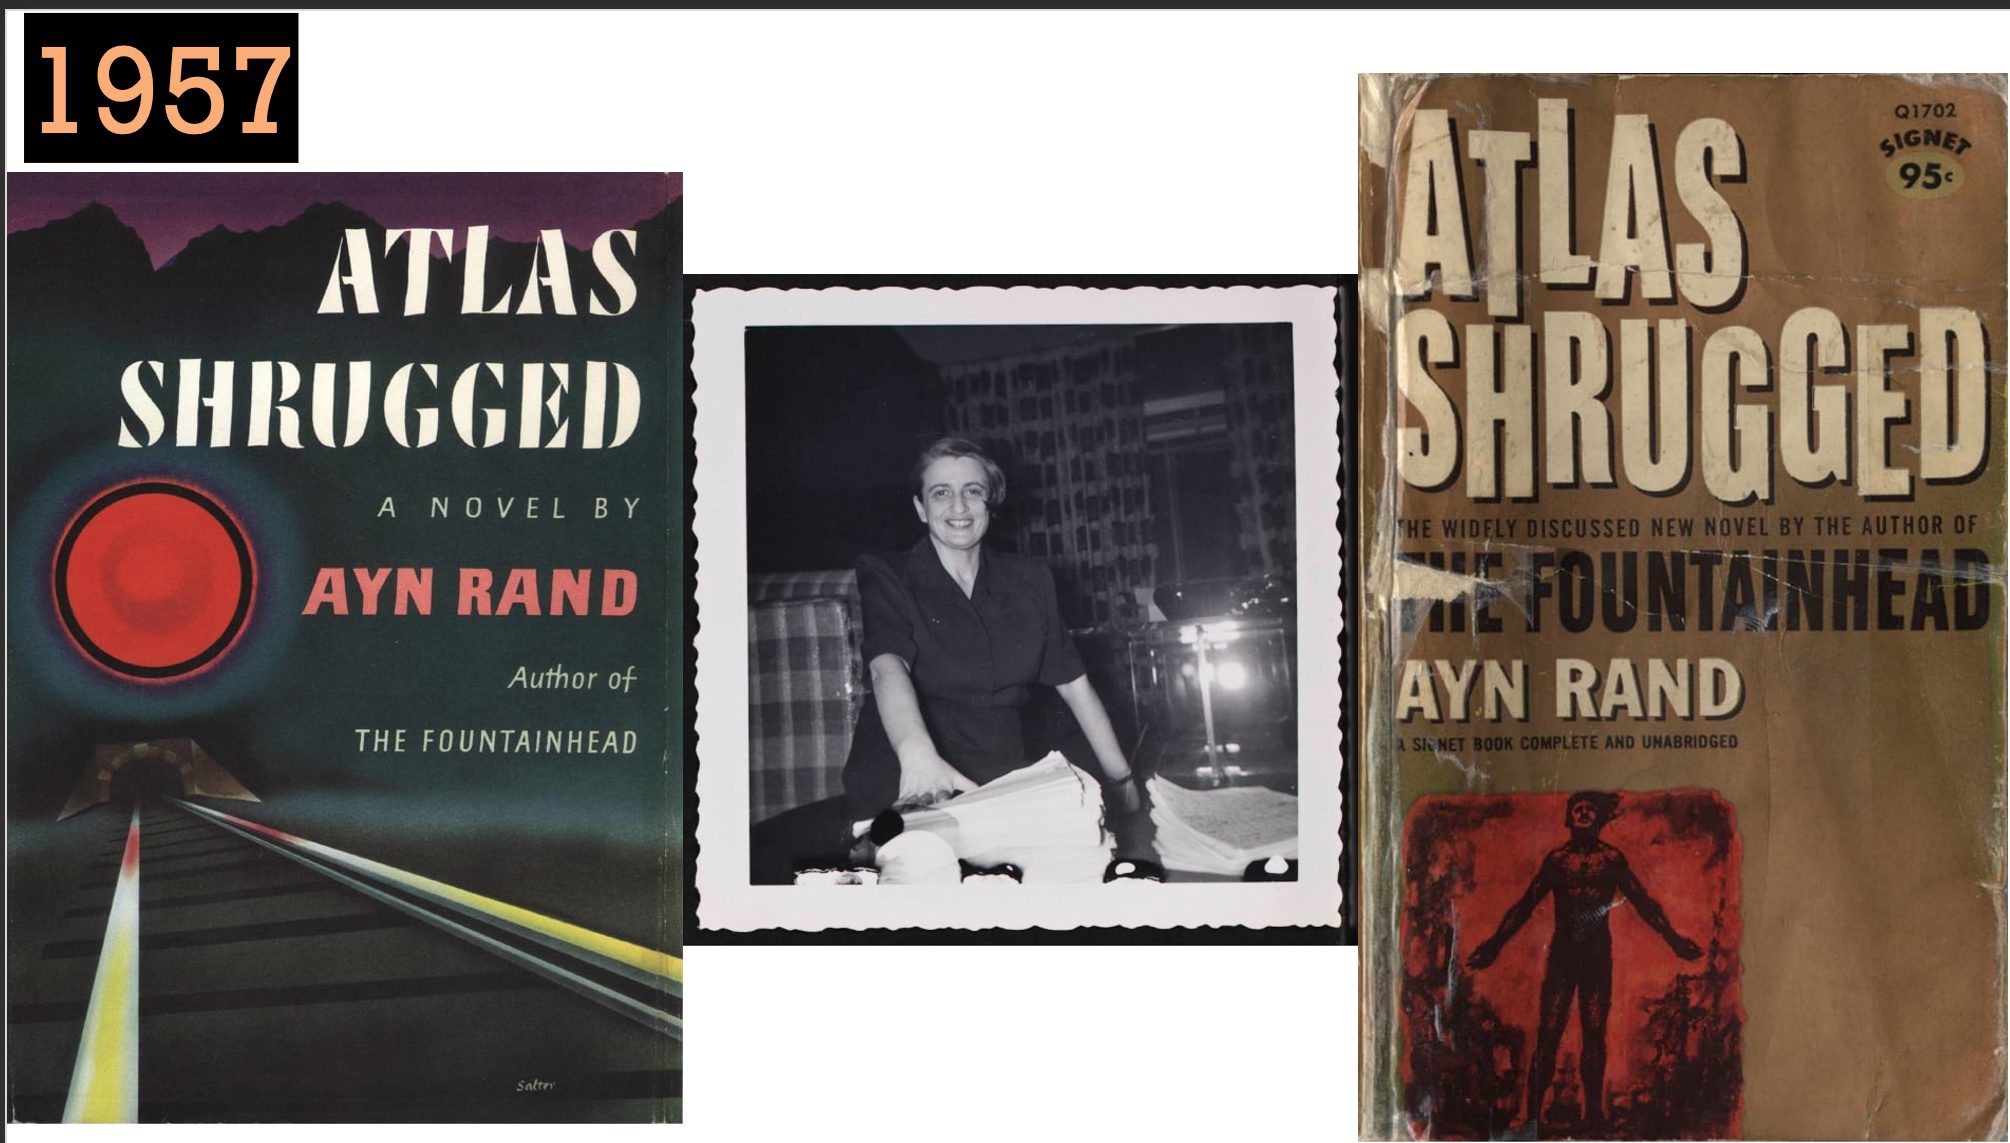 1957
ATLAS
SHRUGGED
A NOVEL BY
AYN RAND
Author of
THE FOUNTAINHEAD
Salter
Q1702
SIGNET
95c
ATLAS
SHRUGGED
THE WIDELY DISCUSSED NEW NOVEL BY THE AUTHOR OF
THE FOUNTAINHEAD
AYN RAND
A SIGNET BOOK COMPLETE AND UNABRIDGED